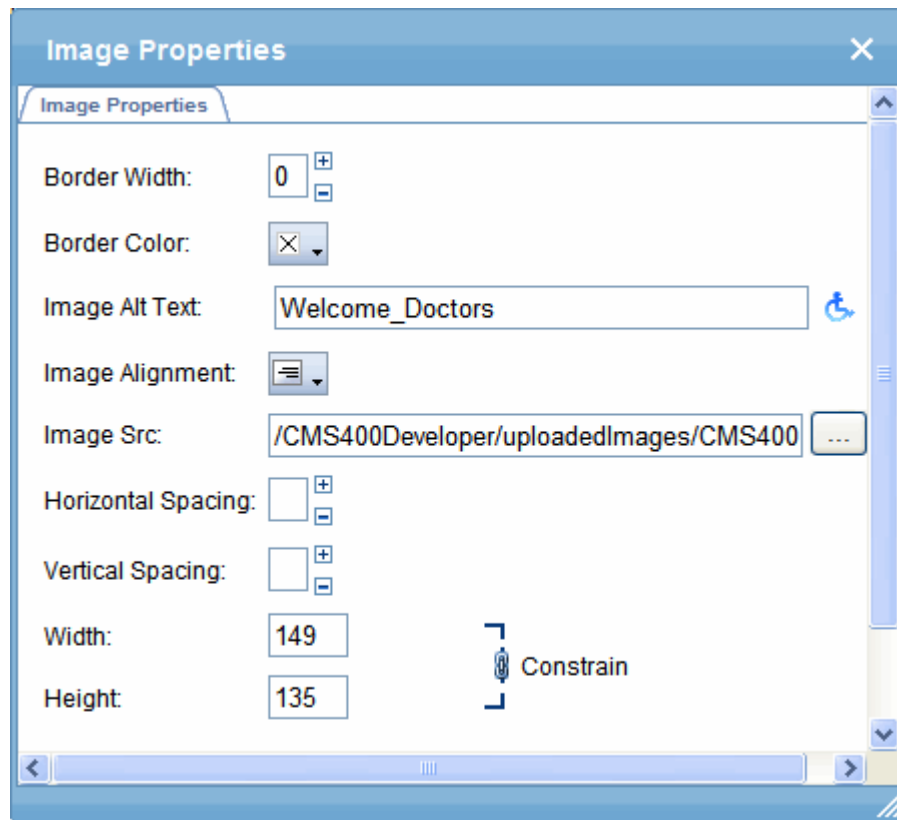 Image Properties
Image Properties
Border Width: 0
Border Color:
Image Alt Text: Welcome_Doctors
Image Alignment:
Image Src: /CMS400Developer/uploadedImages/CMS400 ...
Horizontal Spacing:
Vertical Spacing:
Width: 149
Constrain
Height: 135